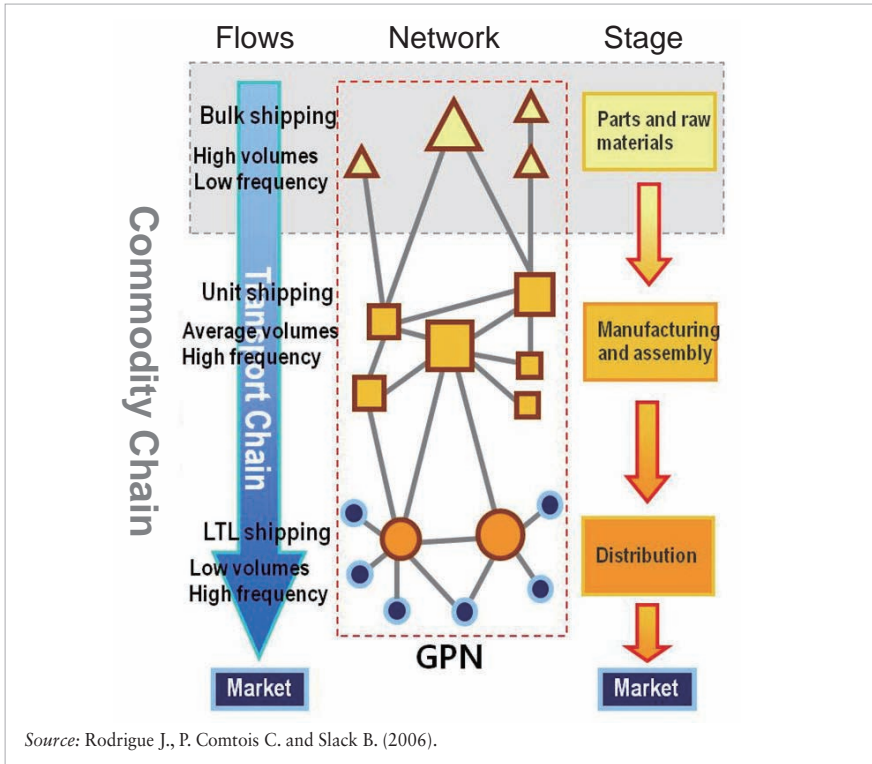 Flows
Network
Stage
Commodity Chain
Transport Chain
Bulk shipping
High volumes
Low frequency
Parts and raw
materials
Unit shipping
Average volumes
High frequency
Manufacturing
and assembly
LTL shipping
Low volumes
High frequency
Distribution
GPN
Market
Market
Source: Rodrigue J., P. Comtois C. and Slack B. (2006).